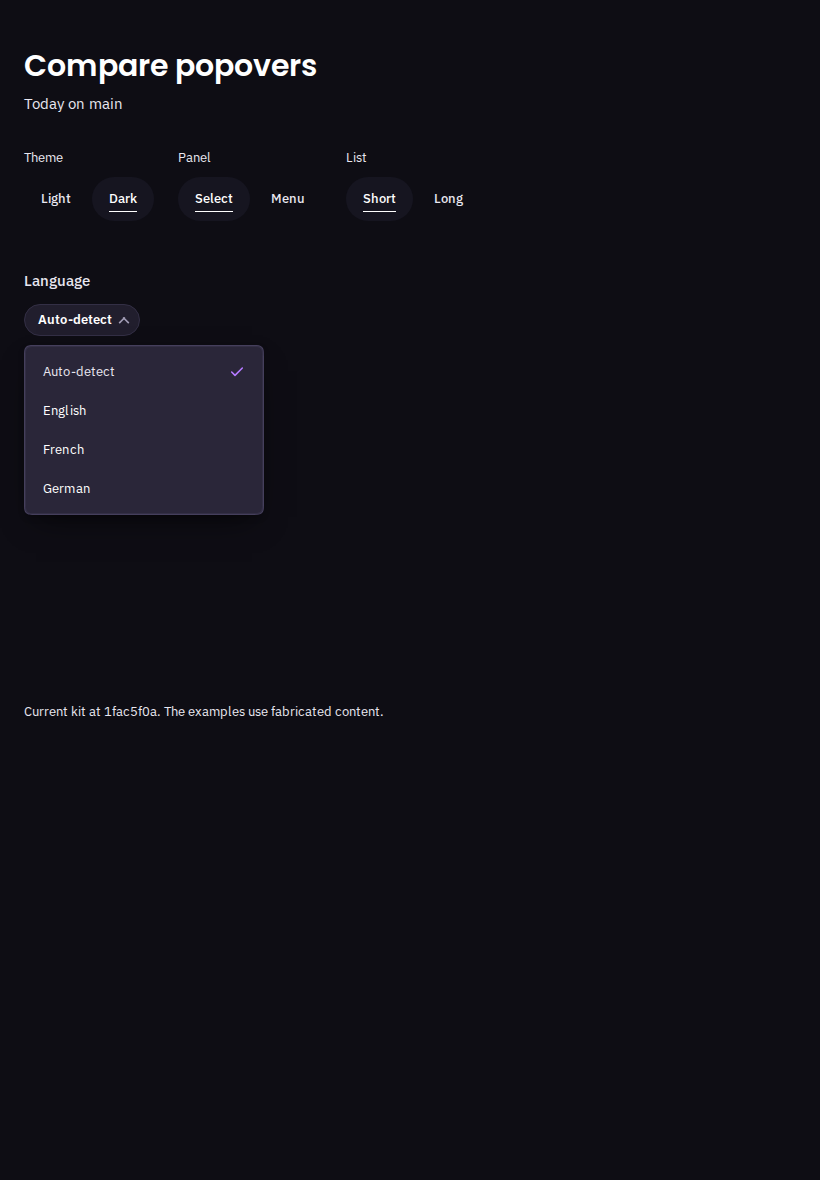 Compare popovers
Today on main
Theme Panel List
Light Dark Select Menu Short Long
Language
Auto-detect
Auto-detect
English
French
German
Current kit at 1fac5f0a. The examples use fabricated content.